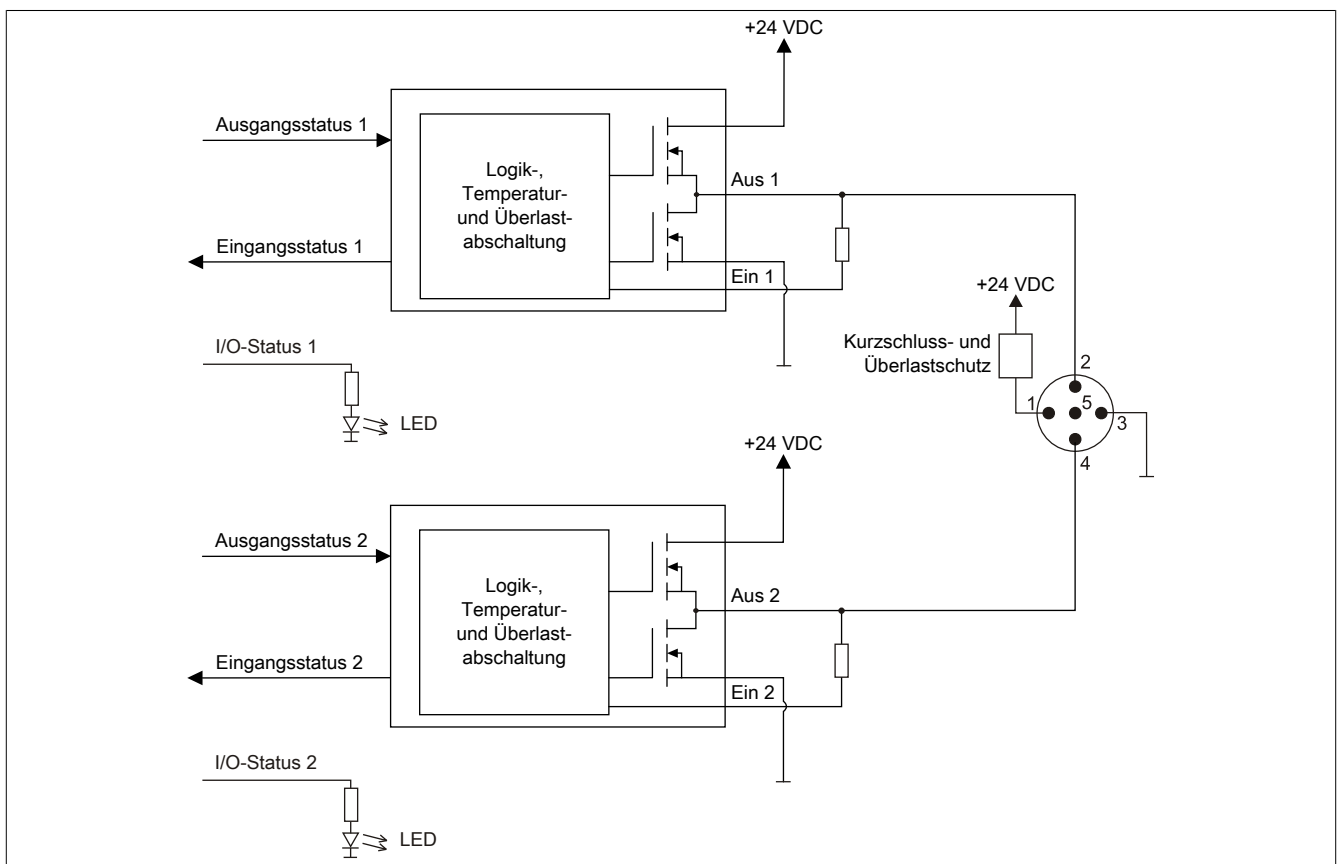 +24 VDC
Ausgangsstatus 1
Logik-,
Temperatur-
und Überlast-
abschaltung
Aus 1
Eingangsstatus 1
Ein 1
I/O-Status 1
LED
+24 VDC
Kurzschluss- und
Überlastschutz
2
1
5
3
4
+24 VDC
Ausgangsstatus 2
Logik-,
Temperatur-
und Überlast-
abschaltung
Aus 2
Eingangsstatus 2
Ein 2
I/O-Status 2
LED